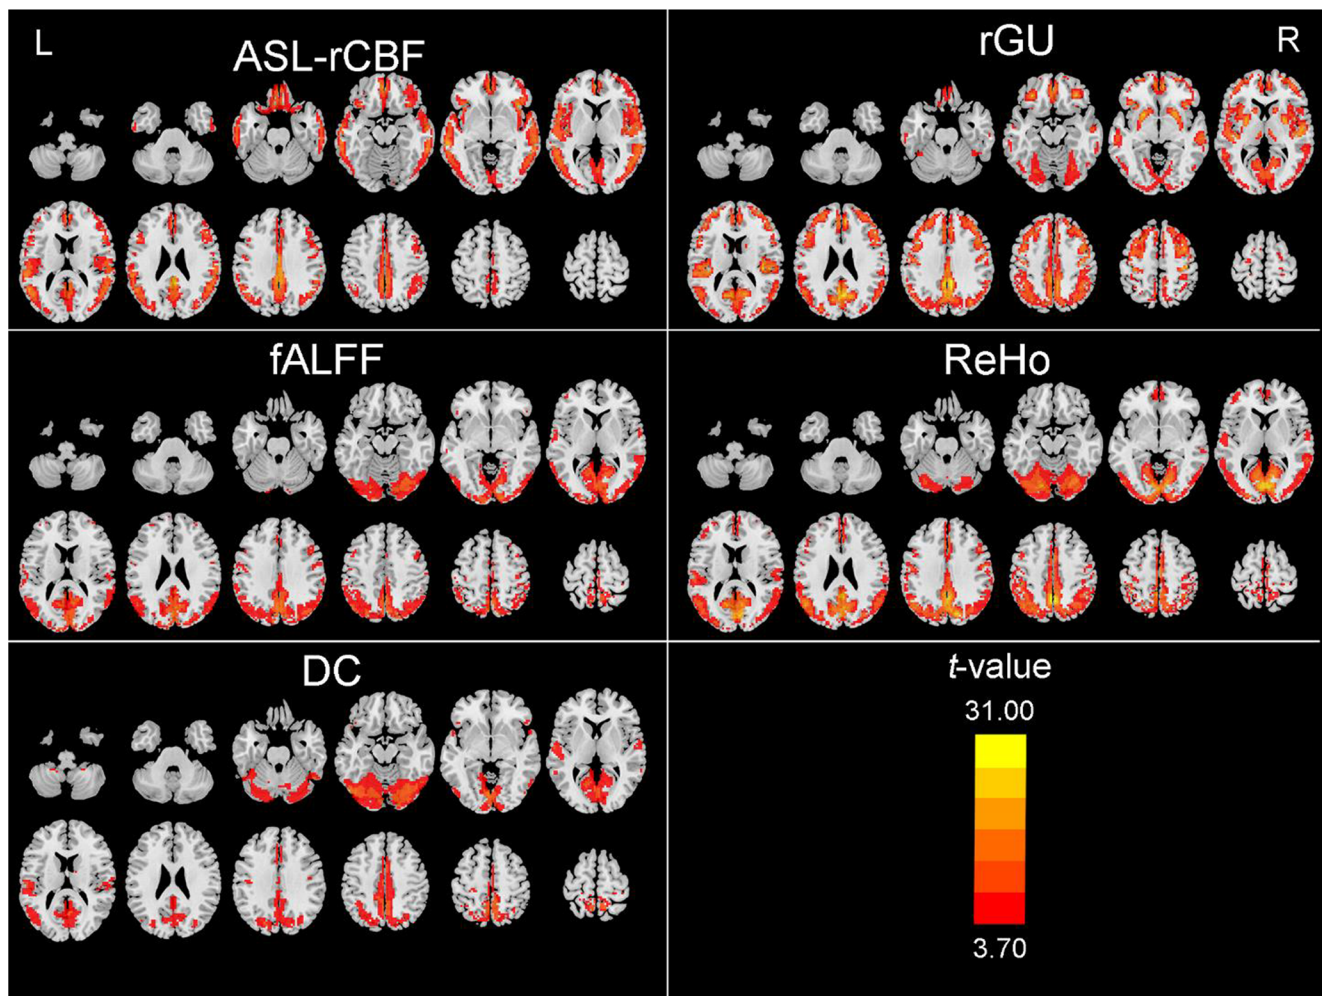 L
ASL-rCBF
rGU
R
fALFF
ReHo
DC
t-value
31.00
3.70